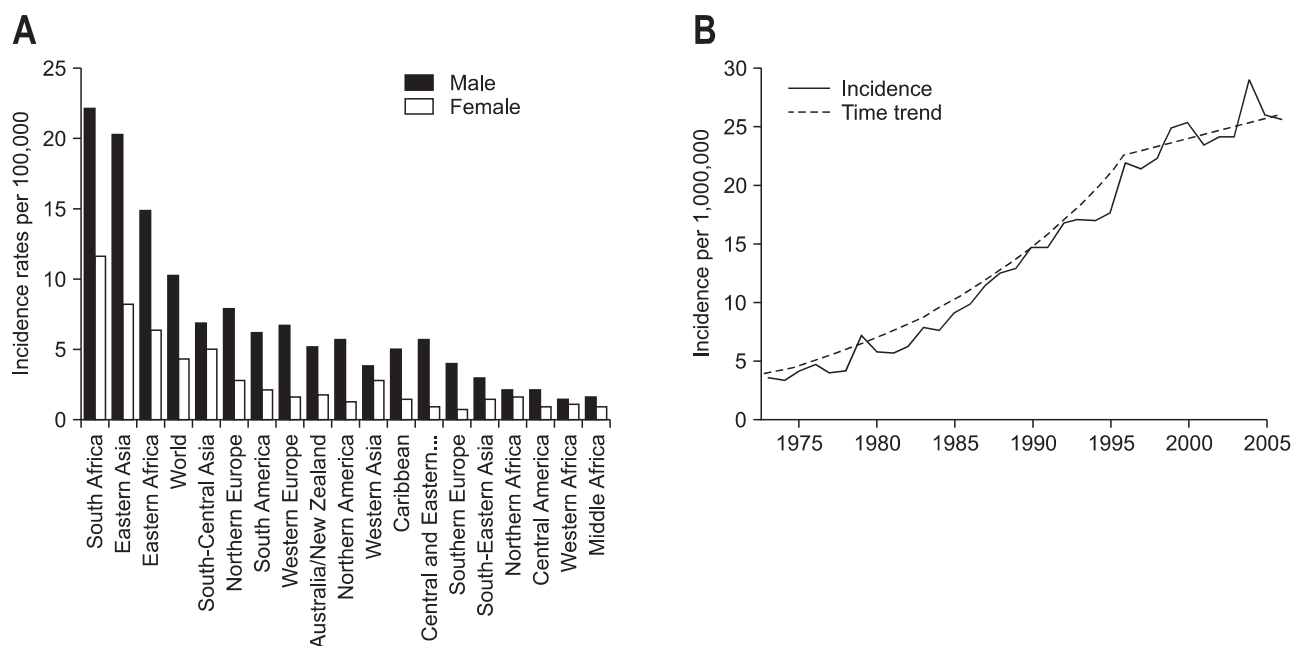 A
Incidence rates per 100,000
25
20
15
10
5
0
Male
Female
South Africa
Eastern Asia
Eastern Africa
World
South-Central Asia
Northern Europe
South America
Western Europe
Australia/New Zealand
Northern America
Western Asia
Caribbean
Central and Eastern...
Southern Europe
South-Eastern Asia
Northern Africa
Central America
Western Africa
Middle Africa
B
Incidence per 1,000,000
30
25
20
15
10
5
0
Incidence
Time trend
1975 1980 1985 1990 1995 2000 2005